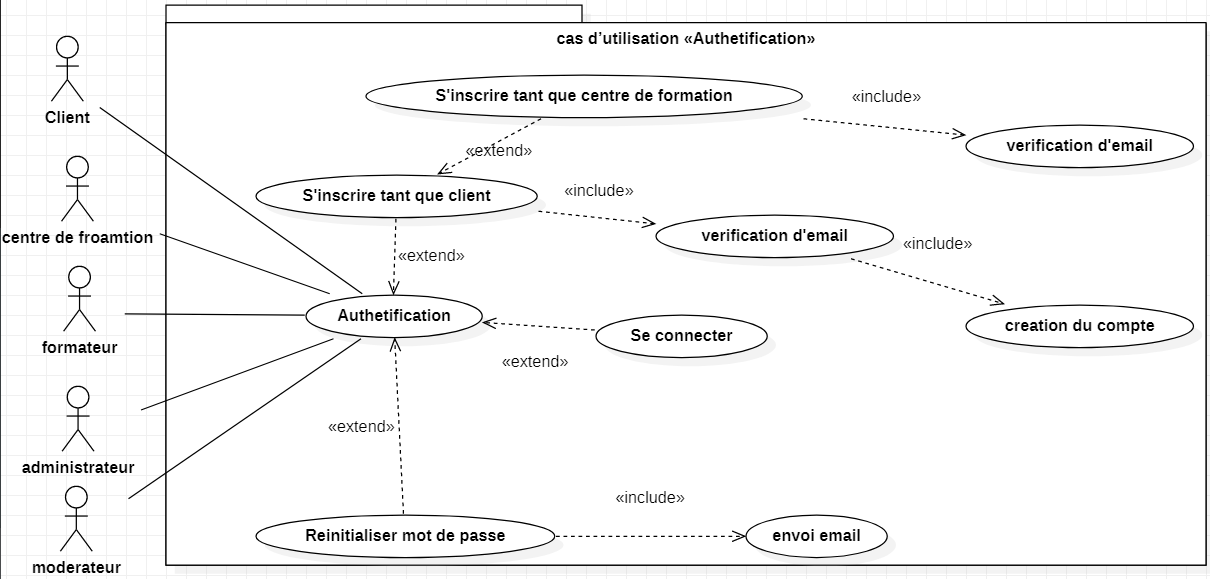 cas d'utilisation «Authetification»
Client
S'inscrire tant que centre de formation
«include»
verification d'email
«extend»
centre de froamtion
S'inscrire tant que client
«include»
verification d'email
«include»
«extend»
formateur
Authetification
Se connecter
creation du compte
«extend»
administrateur
«extend»
«include»
moderateur
Reinitialiser mot de passe
envoi email